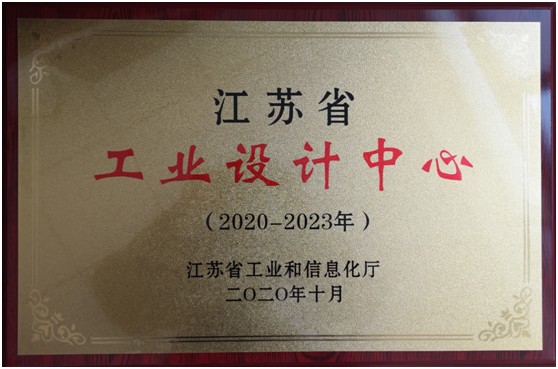 江苏省
工业设计中心
（2020-2023年）
江苏省工业和信息化厅
二〇二〇年十月